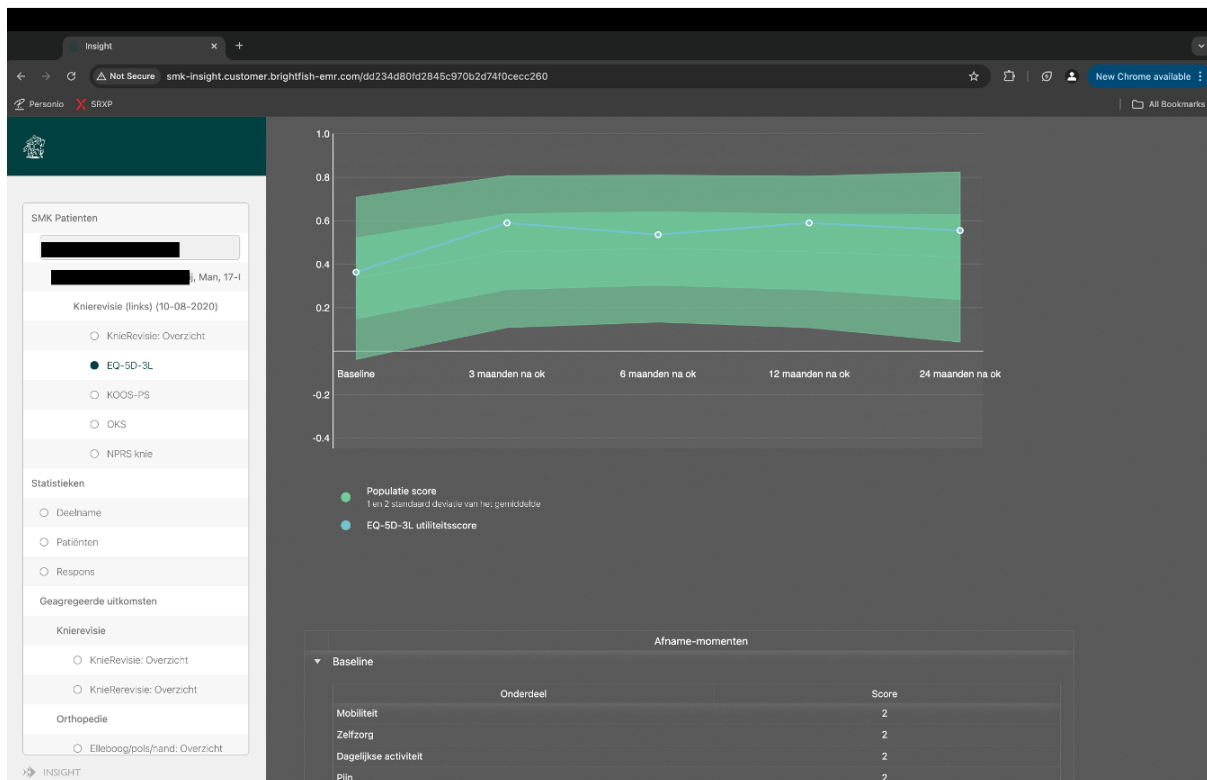 Insight
Not Secure smk-insight.customer.brightfish-emr.com/dd234d80fd2845c970b2d74f0cecc260
New Chrome available
Personio
SRXP
All Bookmarks
SMK Patienten
, Man, 17-
Knierevisie (links) (10-08-2020)
KnieRevisie: Overzicht
EQ-5D-3L
KOOS-PS
OKS
NPRS knie
Statistieken
Deelname
Patiënten
Respons
Geagregeerde uitkomsten
Knierevisie
KnieRevisie: Overzicht
KnieRerevisie: Overzicht
Orthopedie
Elleboog/pols/hand: Overzicht
INSIGHT
1.0
0.8
0.6
0.4
0.2
-0.2
-0.4
Baseline 3 maanden na ok 6 maanden na ok 12 maanden na ok 24 maanden na ok
Populatie score
1 en 2 standaard deviatie van het gemiddelde
EQ-5D-3L utiliteitsscore
Afname-momenten
Baseline
Onderdeel Score
Mobiliteit 2
Zelfzorg 2
Dagelijkse activiteit 2
Pijn 2